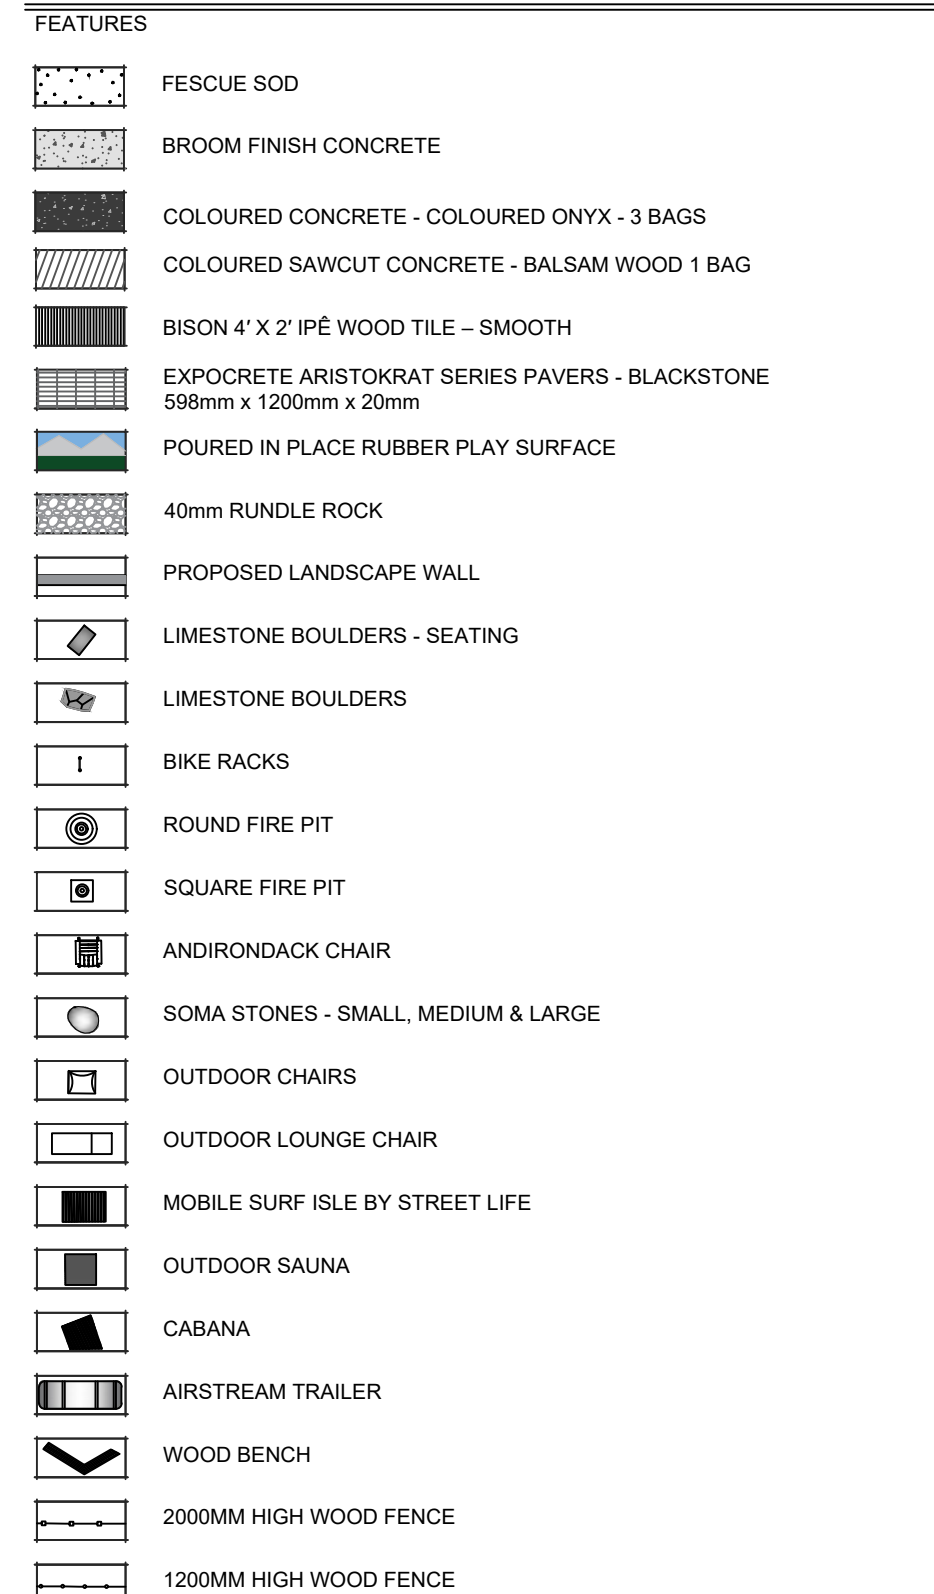 FEATURES
FESCUE SOD
BROOM FINISH CONCRETE
COLOURED CONCRETE - COLOURED ONYX - 3 BAGS
COLOURED SAWCUT CONCRETE - BALSAM WOOD 1 BAG
BISON 4′ X 2′ IPÊ WOOD TILE – SMOOTH
EXPOCRETE ARISTOKRAT SERIES PAVERS - BLACKSTONE
598mm x 1200mm x 20mm
POURED IN PLACE RUBBER PLAY SURFACE
40mm RUNDLE ROCK
PROPOSED LANDSCAPE WALL
LIMESTONE BOULDERS - SEATING
LIMESTONE BOULDERS
BIKE RACKS
ROUND FIRE PIT
SQUARE FIRE PIT
ANDIRONDACK CHAIR
SOMA STONES - SMALL, MEDIUM & LARGE
OUTDOOR CHAIRS
OUTDOOR LOUNGE CHAIR
MOBILE SURF ISLE BY STREET LIFE
OUTDOOR SAUNA
CABANA
AIRSTREAM TRAILER
WOOD BENCH
2000MM HIGH WOOD FENCE
1200MM HIGH WOOD FENCE